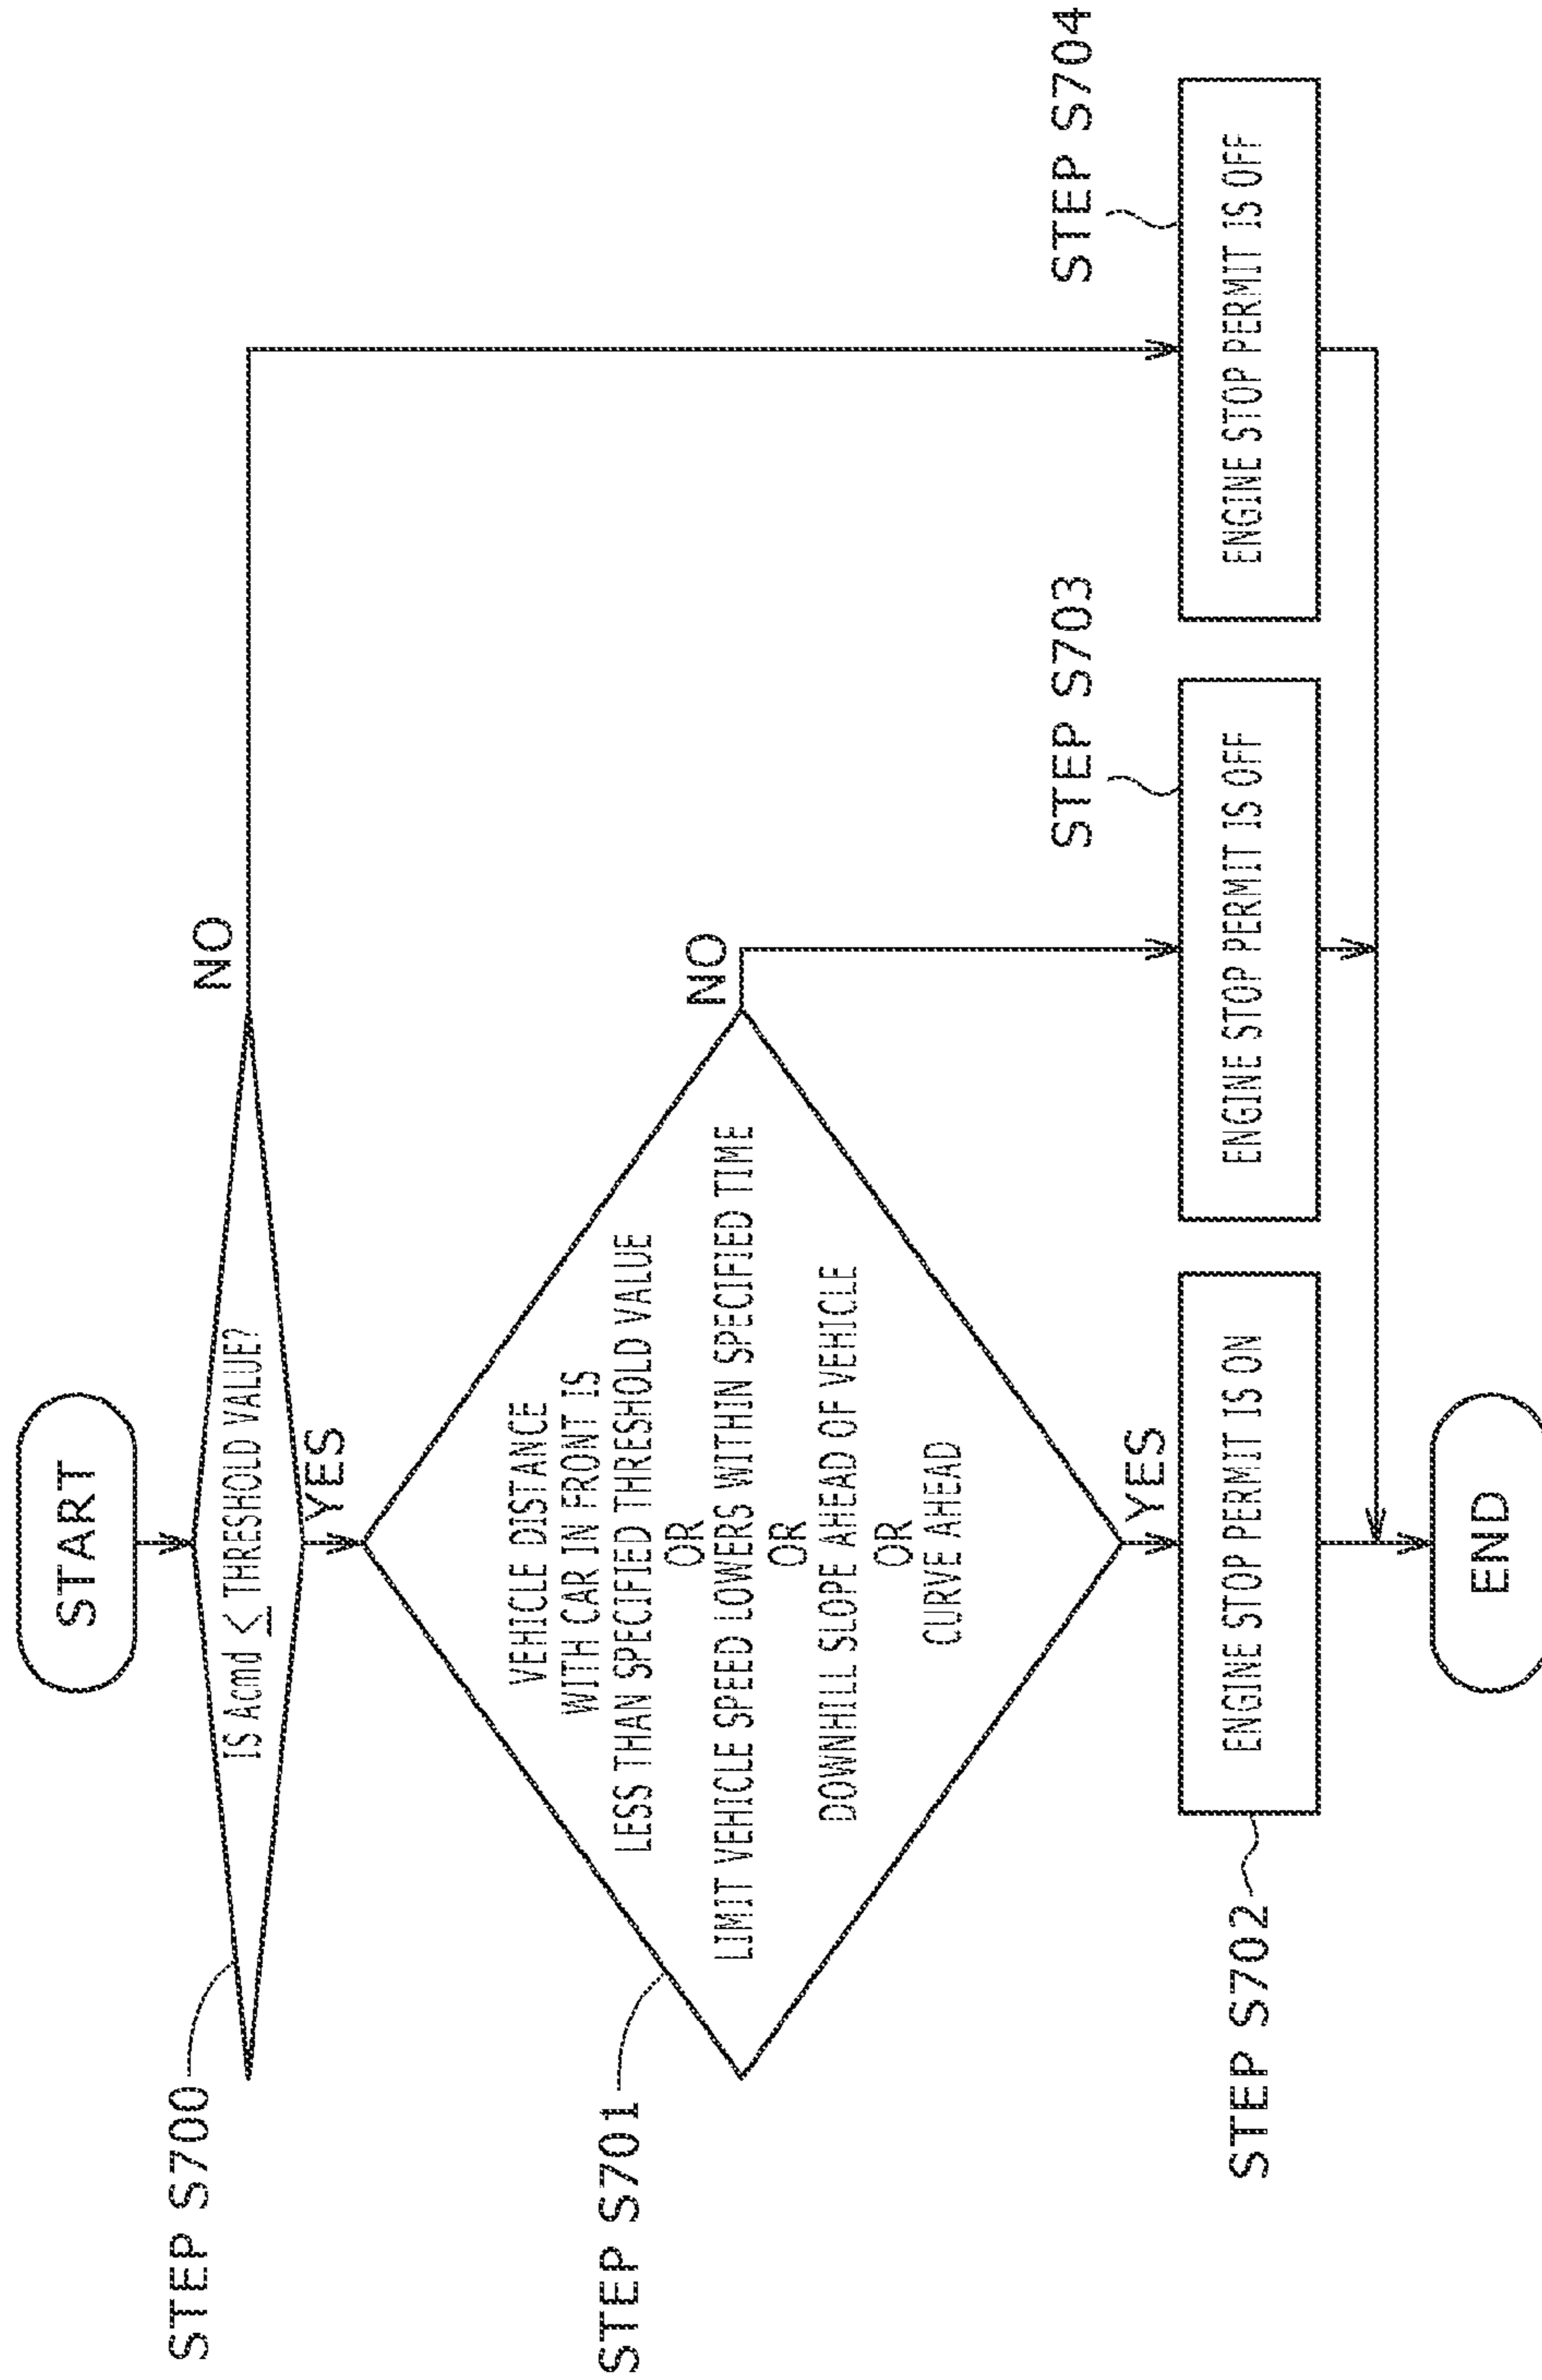 START
STEP S700
IS Acmd ≤ THRESHOLD VALUE?
NO
YES
STEP S701
VEHICLE DISTANCE
WITH CAR IN FRONT IS
LESS THAN SPECIFIED THRESHOLD VALUE
OR
LIMIT VEHICLE SPEED LOWERS WITHIN SPECIFIED TIME
OR
DOWNHILL SLOPE AHEAD OF VEHICLE
OR
CURVE AHEAD
NO
YES
STEP S702
ENGINE STOP PERMIT IS ON
STEP S703
ENGINE STOP PERMIT IS OFF
STEP S704
ENGINE STOP PERMIT IS OFF
END